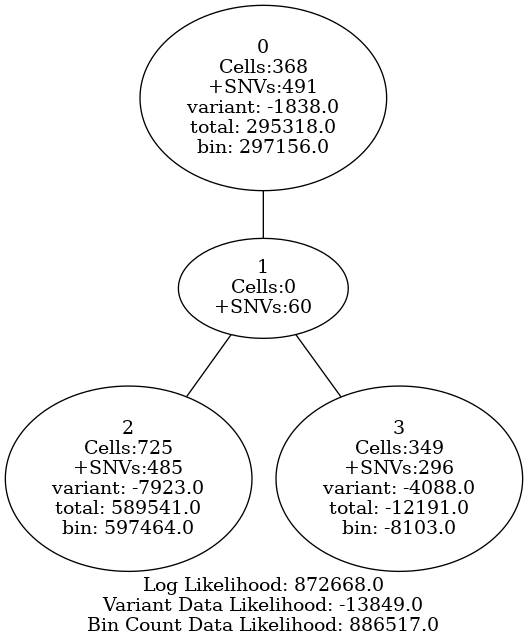 0
Cells:368
+SNVs:491
variant: -1838.0
total: 295318.0
bin: 297156.0
1
Cells:0
+SNVs:60
2
Cells:725
+SNVs:485
variant: -7923.0
total: 589541.0
bin: 597464.0
3
Cells:349
+SNVs:296
variant: -4088.0
total: -12191.0
bin: -8103.0
Log Likelihood: 872668.0
Variant Data Likelihood: -13849.0
Bin Count Data Likelihood: 886517.0